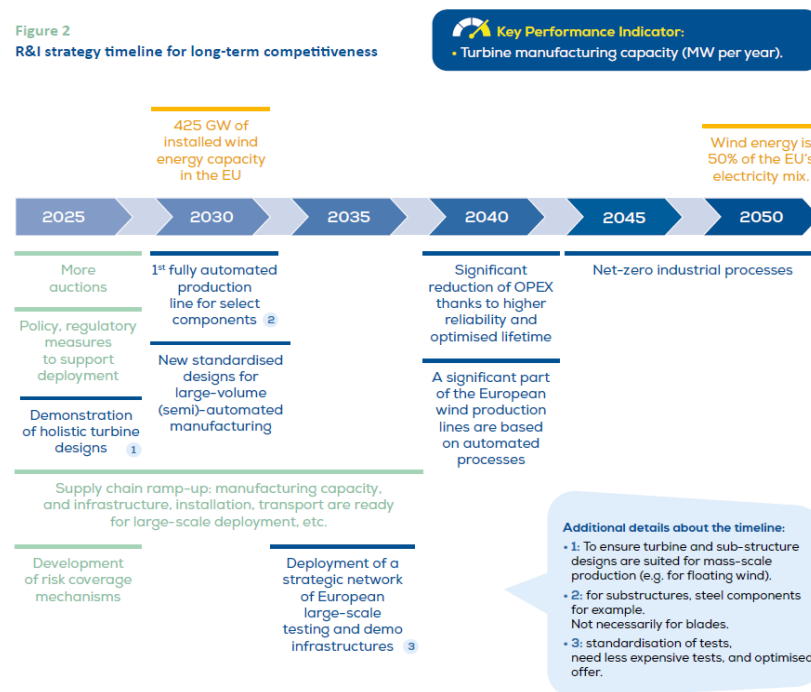 Figure 2
R&I strategy timeline for long-term competitiveness
Key Performance Indicator:
• Turbine manufacturing capacity (MW per year).
425 GW of
installed wind
energy capacity
in the EU
Wind energy is
50% of the EU's
electricity mix.
2025
2030
2035
2040
2045
2050
More
auctions
Policy, regulatory
measures
to support
deployment
Demonstration
of holistic turbine
designs 1
1st fully automated
production
line for select
components 2
New standardised
designs for
large-volume
(semi)-automated
manufacturing
Significant
reduction of OPEX
thanks to higher
reliability and
optimised lifetime
A significant part
of the European
wind production
lines are based
on automated
processes
Net-zero industrial processes
Supply chain ramp-up: manufacturing capacity,
and infrastructure, installation, transport are ready
for large-scale deployment, etc.
Development
of risk coverage
mechanisms
Deployment of a
strategic network
of European
large-scale
testing and demo
infrastructures 3
Additional details about the timeline:
• 1: To ensure turbine and sub-structure
designs are suited for mass-scale
production (e.g. for floating wind).
• 2: for substructures, steel components
for example.
Not necessarily for blades.
• 3: standardisation of tests,
need less expensive tests, and optimised
offer.